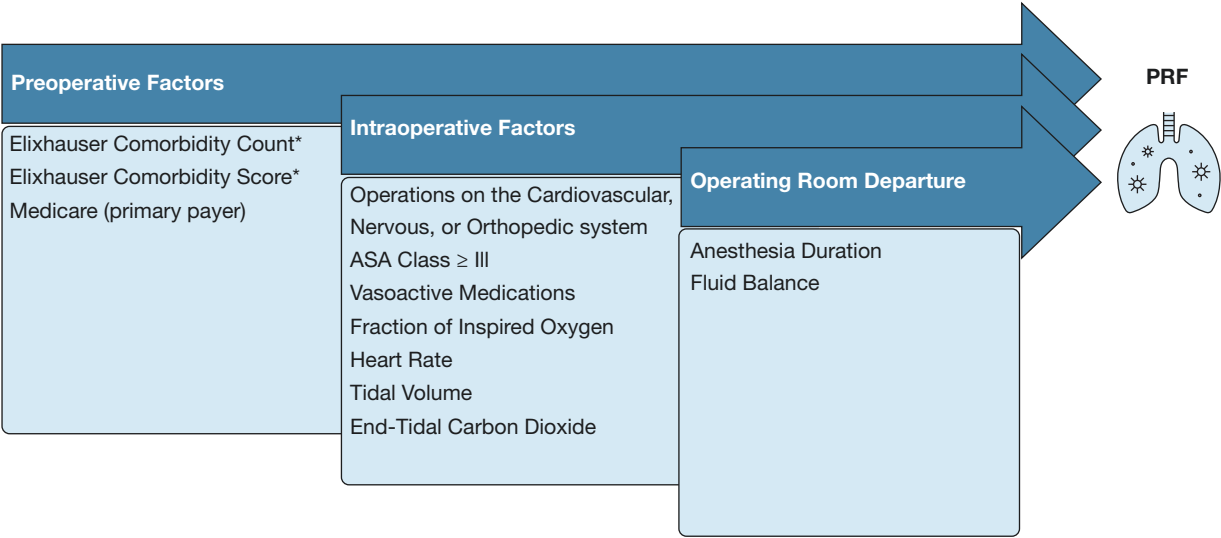 Preoperative Factors
Elixhauser Comorbidity Count*
Elixhauser Comorbidity Score*
Medicare (primary payer)
Intraoperative Factors
Operations on the Cardiovascular,
Nervous, or Orthopedic system
ASA Class ≥ III
Vasoactive Medications
Fraction of Inspired Oxygen
Heart Rate
Tidal Volume
End-Tidal Carbon Dioxide
Operating Room Departure
Anesthesia Duration
Fluid Balance
PRF